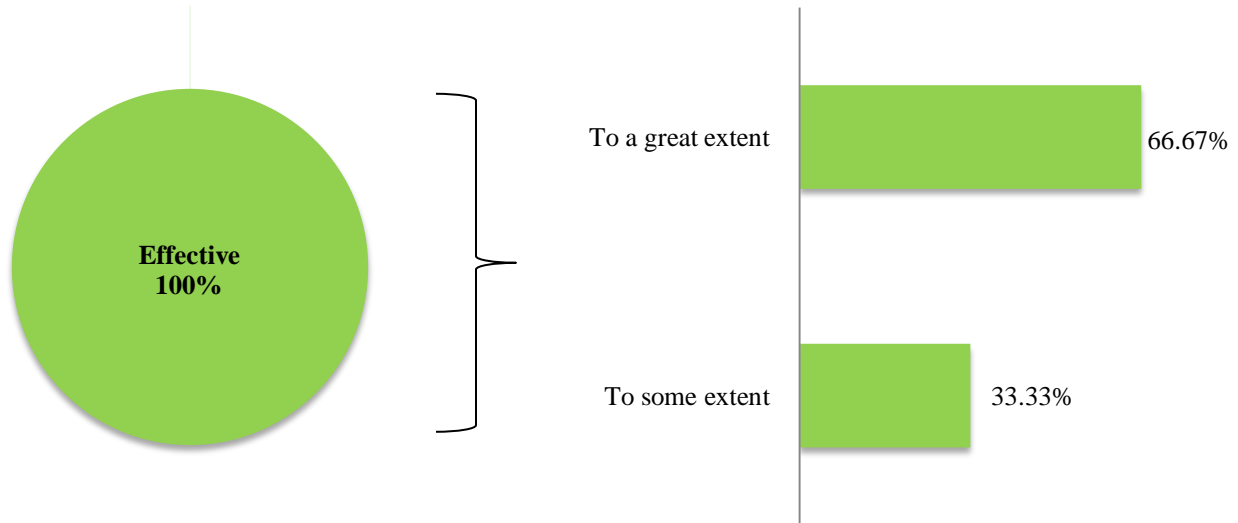 Effective
100%
To a great extent
66.67%
To some extent
33.33%